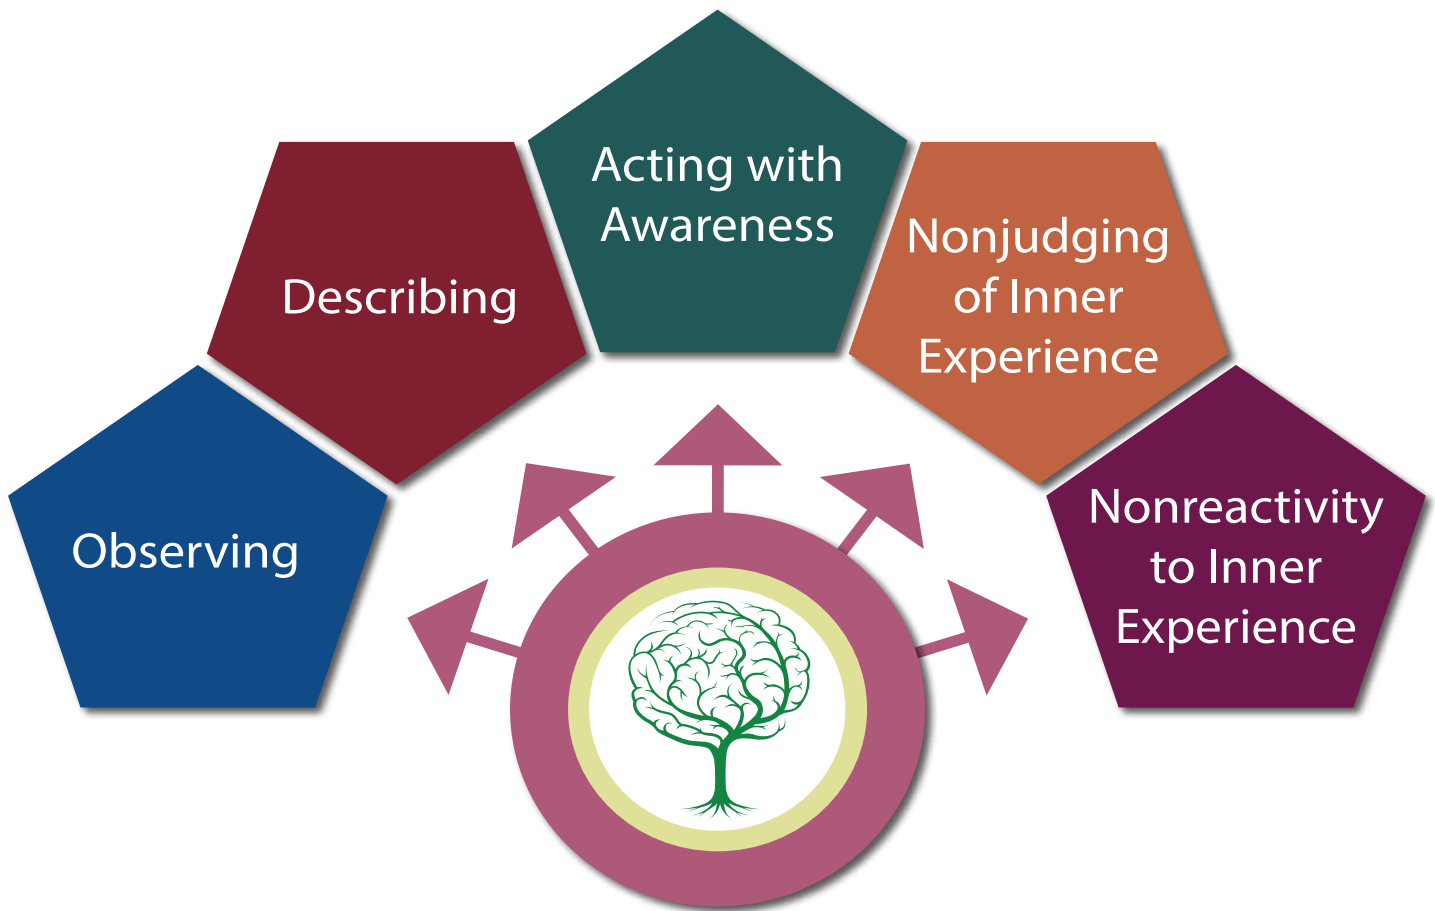 Observing
Describing
Acting with
Awareness
Nonjudging
of Inner
Experience
Nonreactivity
to Inner
Experience